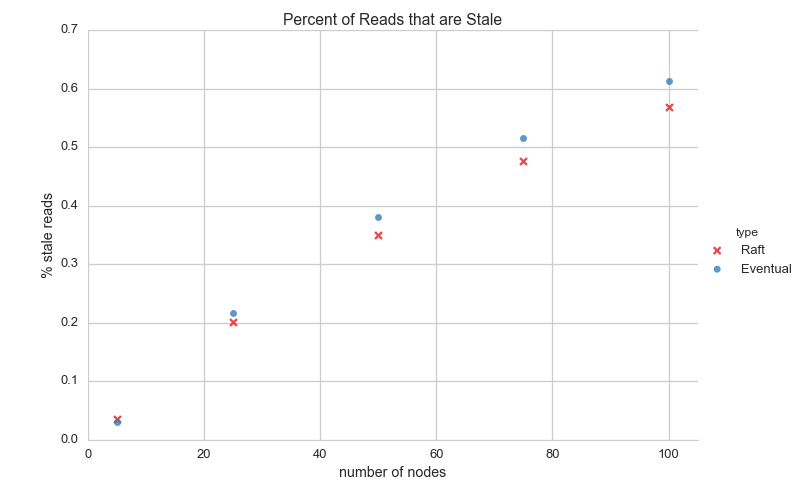 Percent of Reads that are Stale
0.7
0.6
0.5
0.4
0.3
0.2
0.1
0.0
% stale reads
0 20 40 60 80 100
number of nodes
type
Raft
Eventual